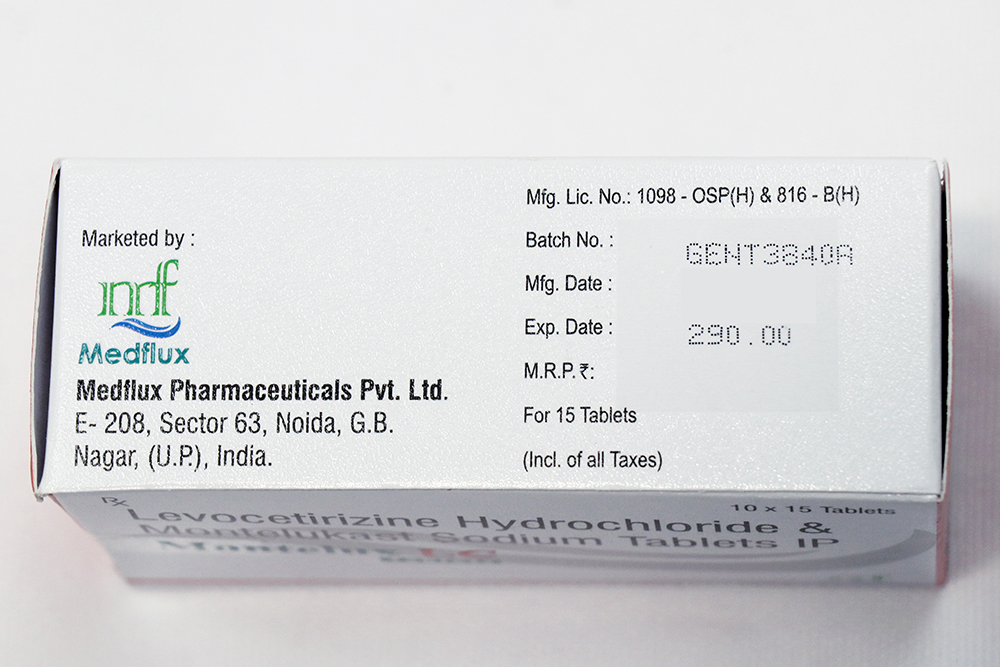 Marketed by :
mf
Medflux
Medflux Pharmaceuticals Pvt. Ltd.
E- 208, Sector 63, Noida, G.B.
Nagar, (U.P.), India.
Mfg. Lic. No.: 1098 - OSP(H) & 816 - B(H)
Batch No. : GENT3840A
Mfg. Date :
Exp. Date : 290.00
M.R.P. ₹:
For 15 Tablets
(Incl. of all Taxes)
Rx 10 x 15 Tablets
Levocetirizine Hydrochloride &
Montelukast Sodium Tablets IP